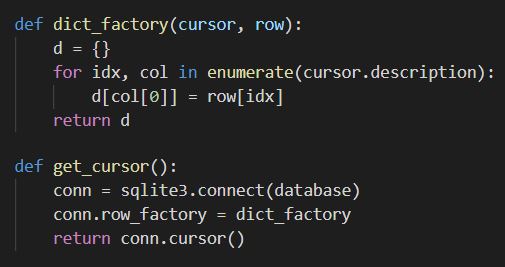 def dict_factory(cursor, row):
    d = {}
    for idx, col in enumerate(cursor.description):
        d[col[0]] = row[idx]
    return d

def get_cursor():
    conn = sqlite3.connect(database)
    conn.row_factory = dict_factory
    return conn.cursor()